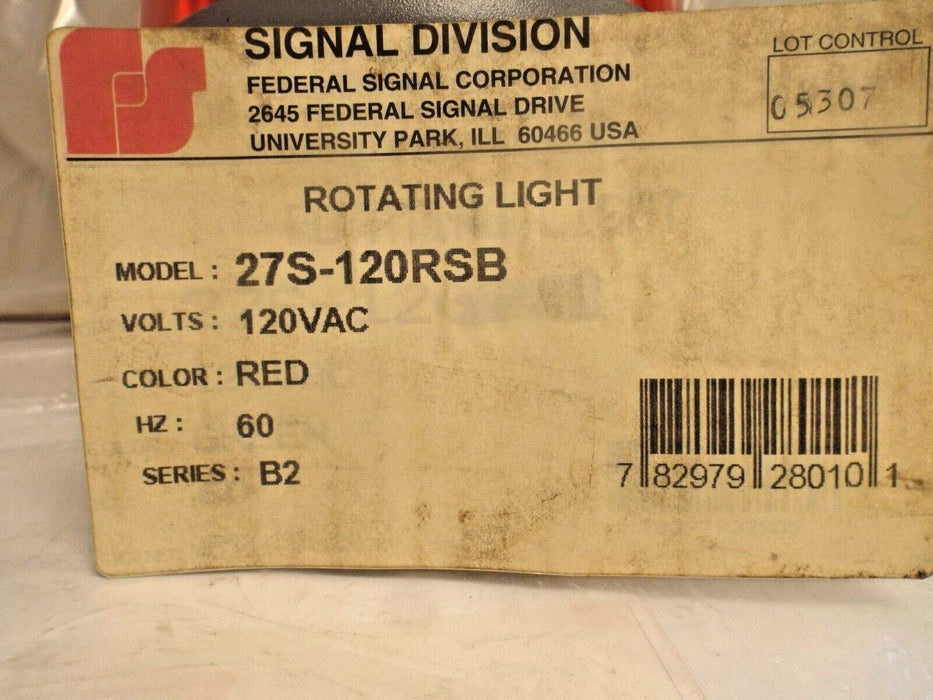 SIGNAL DIVISION
FEDERAL SIGNAL CORPORATION
2645 FEDERAL SIGNAL DRIVE
UNIVERSITY PARK, ILL 60466 USA
LOT CONTROL
05307
ROTATING LIGHT
MODEL: 27S-120RSB
VOLTS: 120VAC
COLOR: RED
HZ: 60
SERIES: B2
7 82979 28010 1